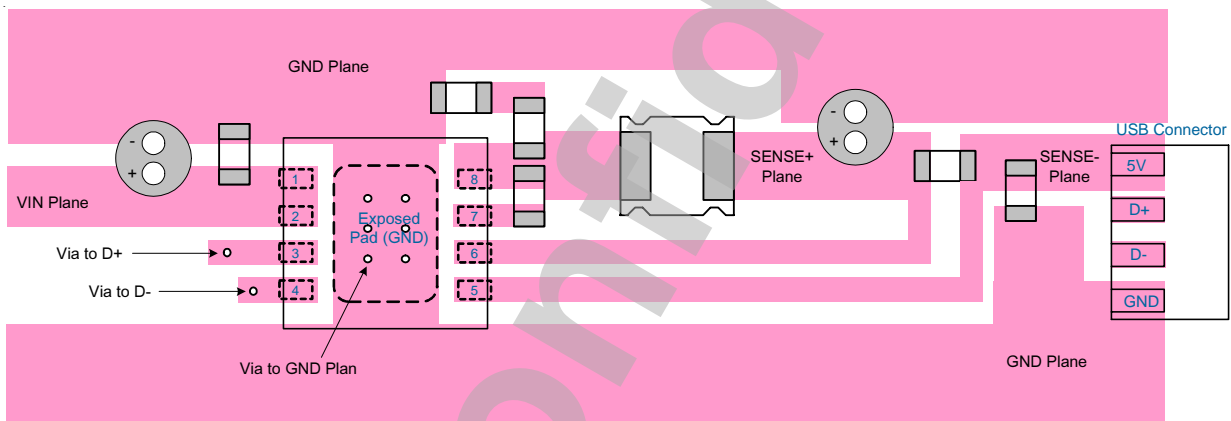 GND Plane
USB Connector
-
-
+
+
SENSE+
Plane
SENSE-
Plane
5V
VIN Plane
1
8
2
7
Exposed
Pad (GND)
D+
Via to D+
3
6
D-
Via to D-
4
5
GND
Via to GND Plan
GND Plane
onfid